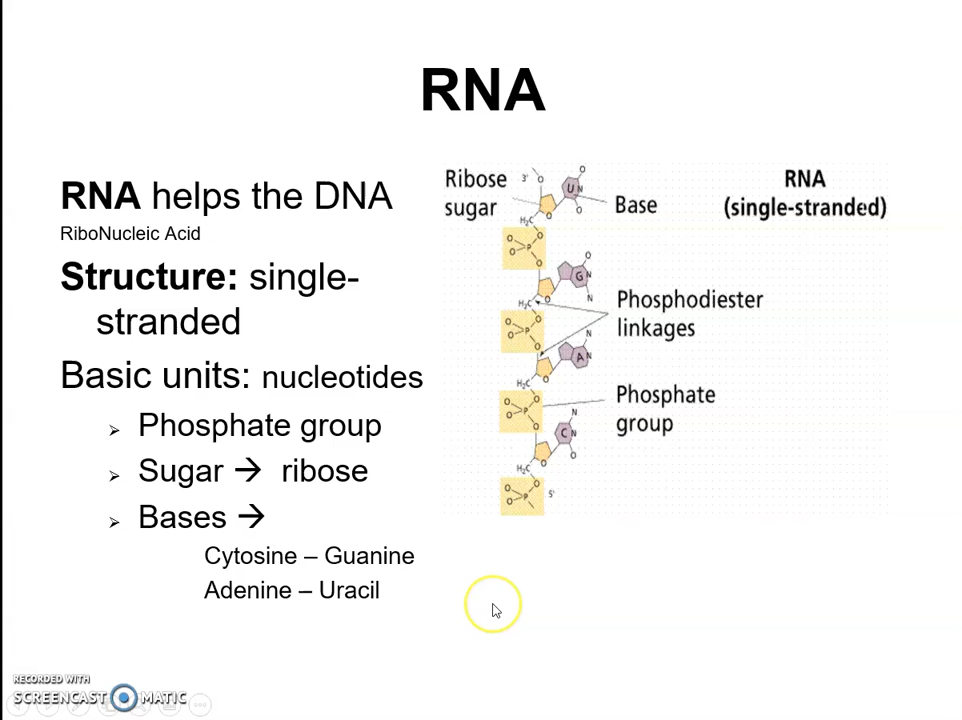 RNA
RNA helps the DNA
RiboNucleic Acid
Structure: single-
stranded
Basic units: nucleotides
➢ Phosphate group
➢ Sugar → ribose
➢ Bases →
Cytosine – Guanine
Adenine – Uracil
Ribose
sugar
3'
O
U
N
O
O
Base
RNA
(single-stranded)
H₂C
O
O
P
O
O
O
G
N
N
O
H₂C
Phosphodiester
linkages
O
O
P
O
O
N
A
N
O
H₂C
Phosphate
group
O
O
P
O
O
N
C
N
O
O
H₂C
O
O
P
O
5'
RECORDED WITH
SCREENCAST MATIC